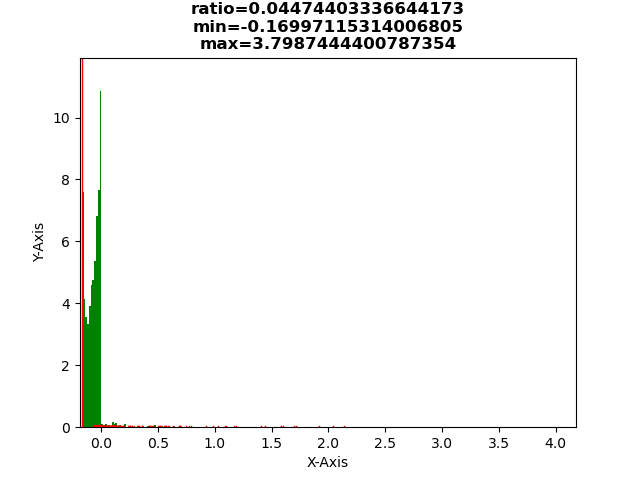 ratio=0.04474403336644173
min=-0.16997115314006805
max=3.7987444400787354
10
8
6
4
2
0
Y-Axis
0.0 0.5 1.0 1.5 2.0 2.5 3.0 3.5 4.0
X-Axis